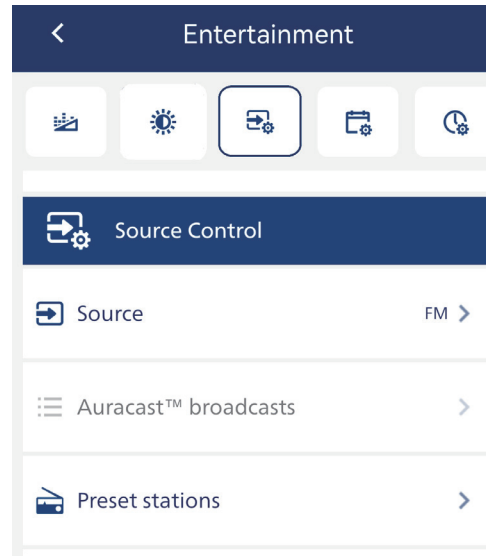 Entertainment
Source Control
Source
FM
Auracast™ broadcasts
Preset stations